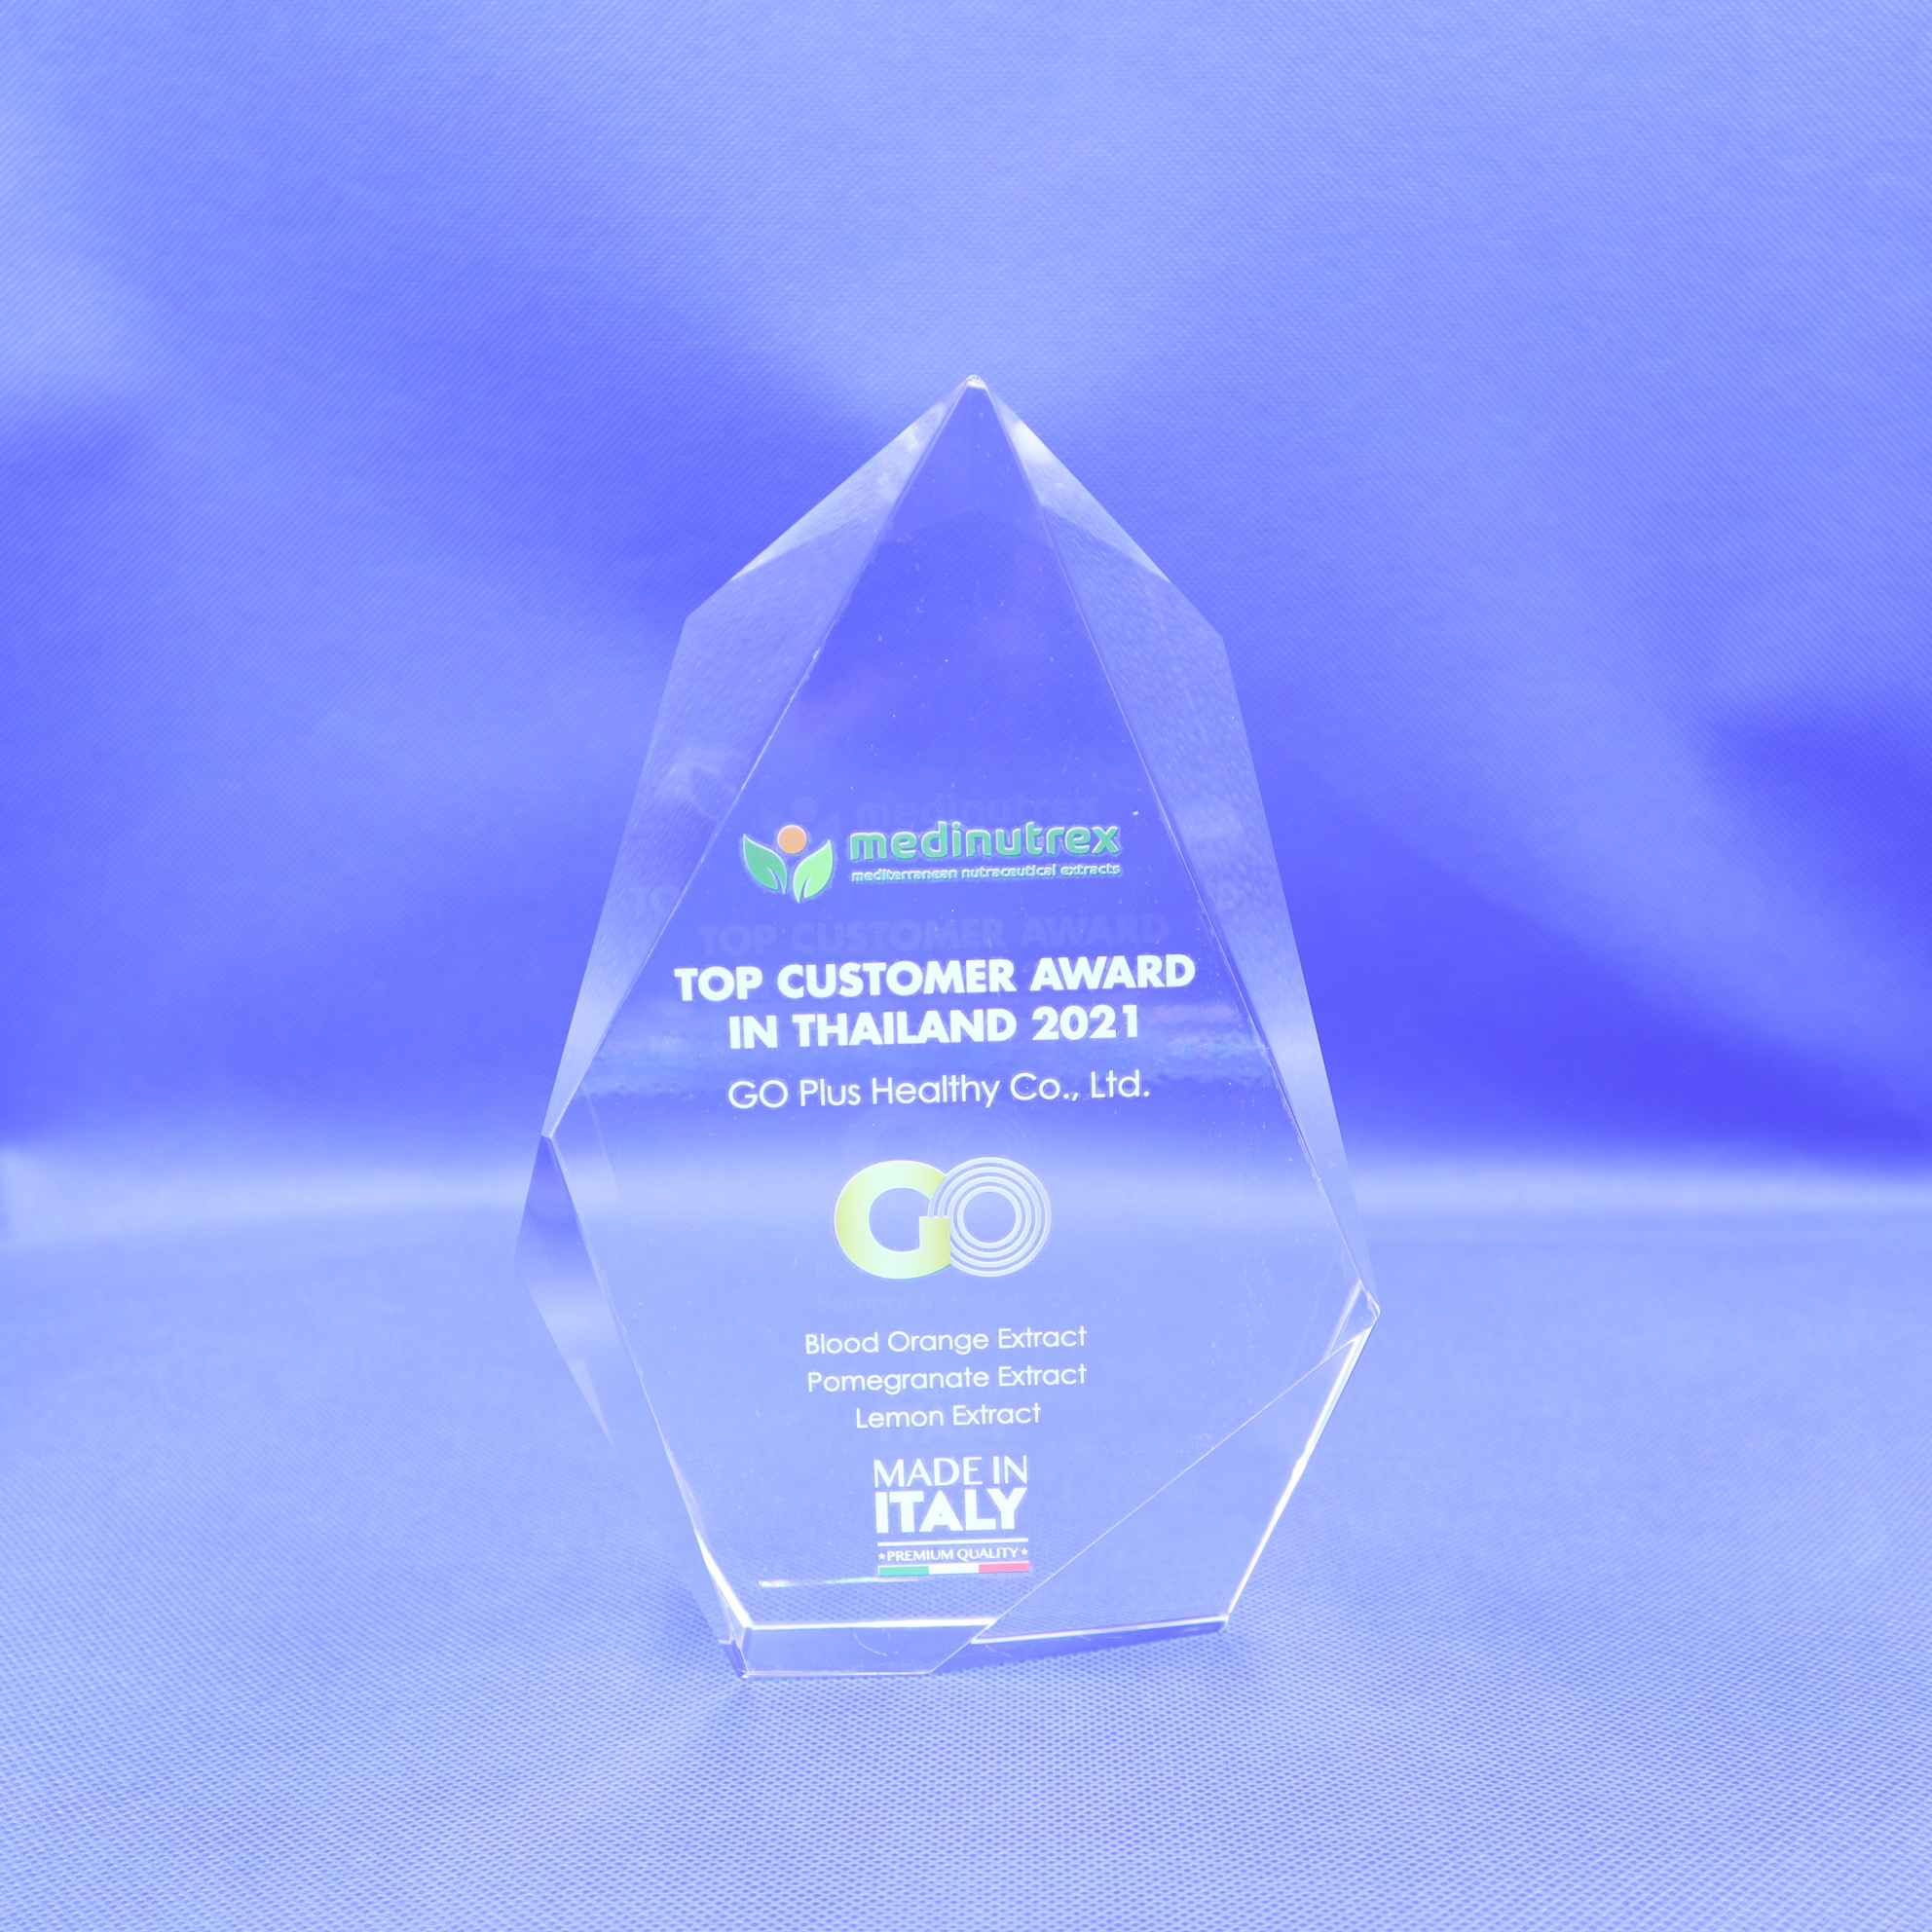 medinutrex
mediterranean nutraceutical extracts
TOP CUSTOMER AWARD
IN THAILAND 2021
GO Plus Healthy Co., Ltd.
GO
Blood Orange Extract
Pomegranate Extract
Lemon Extract
MADE IN
ITALY
★PREMIUM QUALITY★